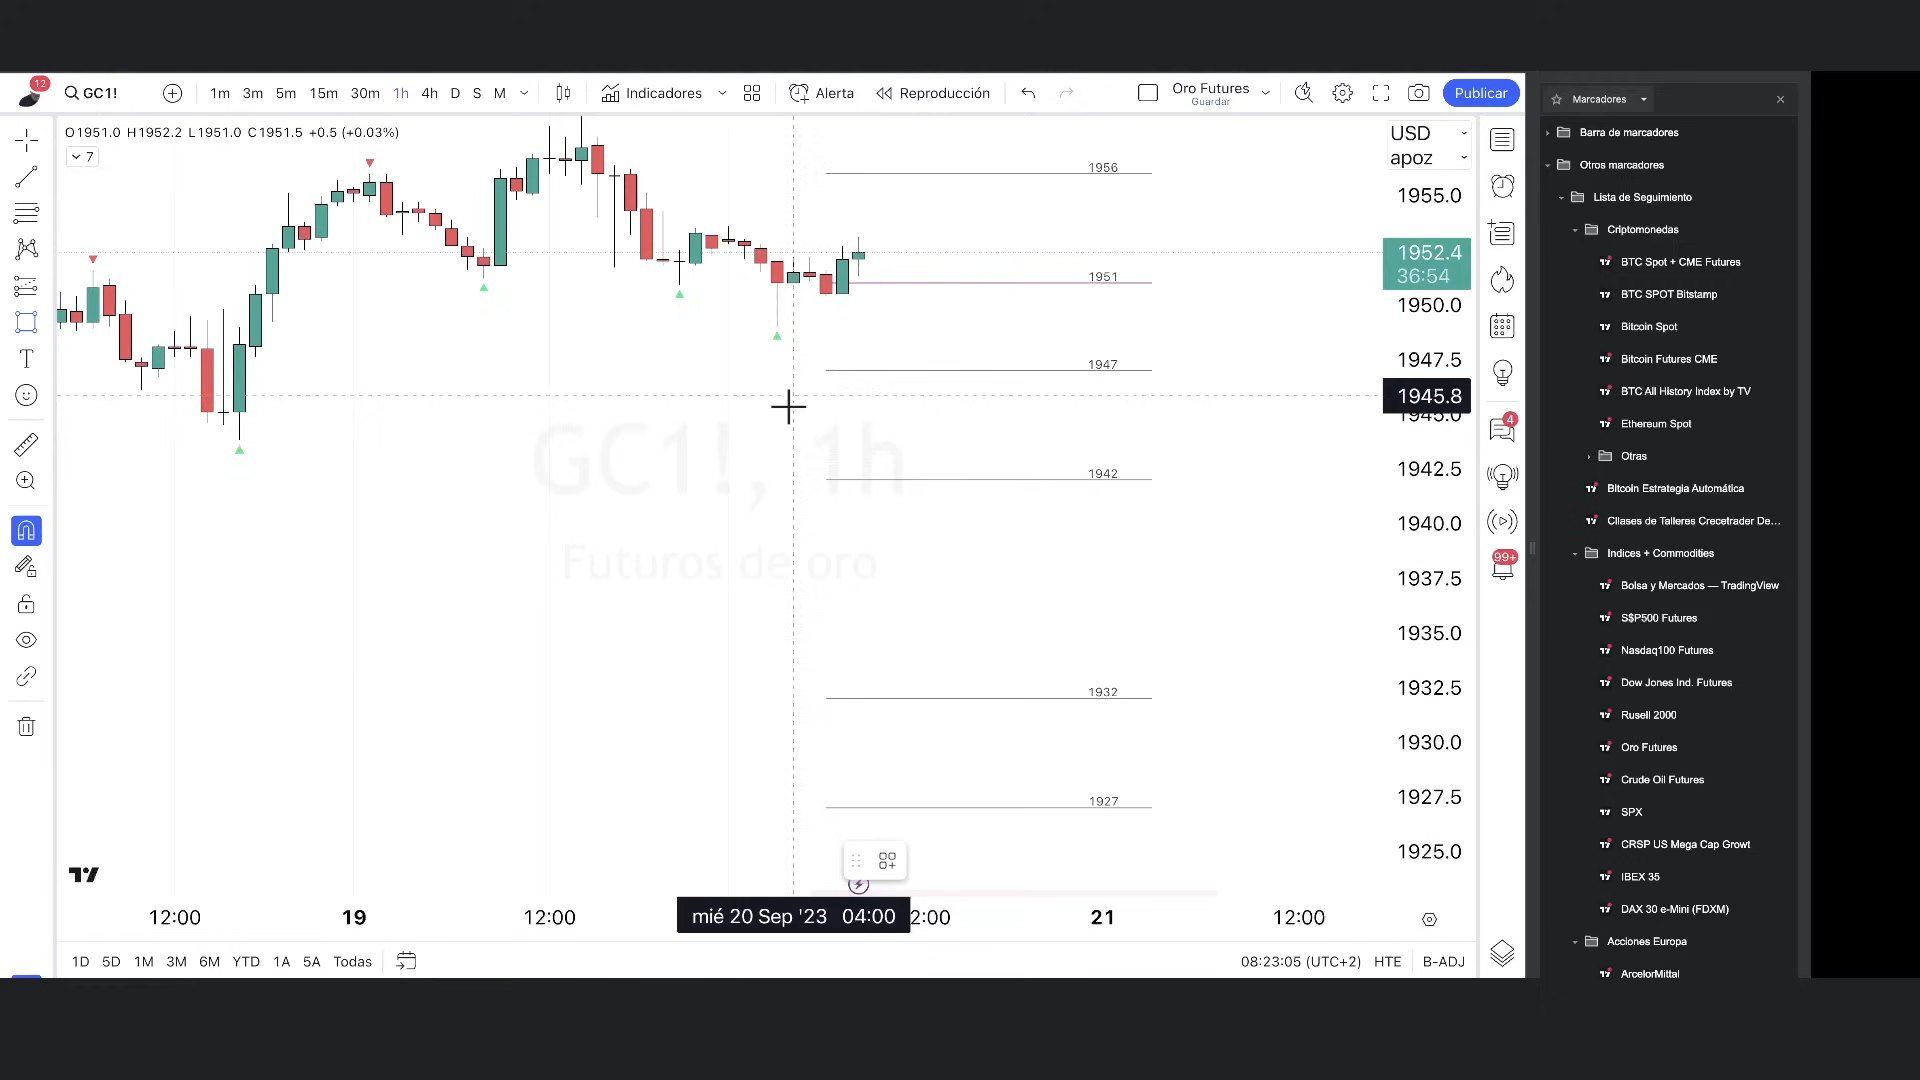 12
GC1!
1m 3m 5m 15m 30m 1h 4h D S M
Indicadores
Alerta
Reproducción
Oro Futures
Guardar
Publicar
O1951.0 H1952.2 L1951.0 C1951.5 +0.5 (+0.03%)
7
USD
apoz
1956
1951
1947
1942
1932
1927
1955.0
1952.4
36:54
1950.0
1947.5
1945.8
1945.0
1942.5
1940.0
1937.5
1935.0
1932.5
1930.0
1927.5
1925.0
GC1!, 1h
Futuros de oro
4
99+
12:00 19 12:00 mié 20 Sep '23 04:00 2:00 21 12:00
1D 5D 1M 3M 6M YTD 1A 5A Todas
08:23:05 (UTC+2) HTE B-ADJ
Marcadores
Barra de marcadores
Otros marcadores
Lista de Seguimiento
Criptomonedas
BTC Spot + CME Futures
BTC SPOT Bitstamp
Bitcoin Spot
Bitcoin Futures CME
BTC All History Index by TV
Ethereum Spot
Otras
Bitcoin Estrategia Automática
Cllases de Talleres Crecetrader De...
Indices + Commodities
Bolsa y Mercados — TradingView
S$P500 Futures
Nasdaq100 Futures
Dow Jones Ind. Futures
Rusell 2000
Oro Futures
Crude Oil Futures
SPX
CRSP US Mega Cap Growt
IBEX 35
DAX 30 e-Mini (FDXM)
Acciones Europa
ArcelorMittal